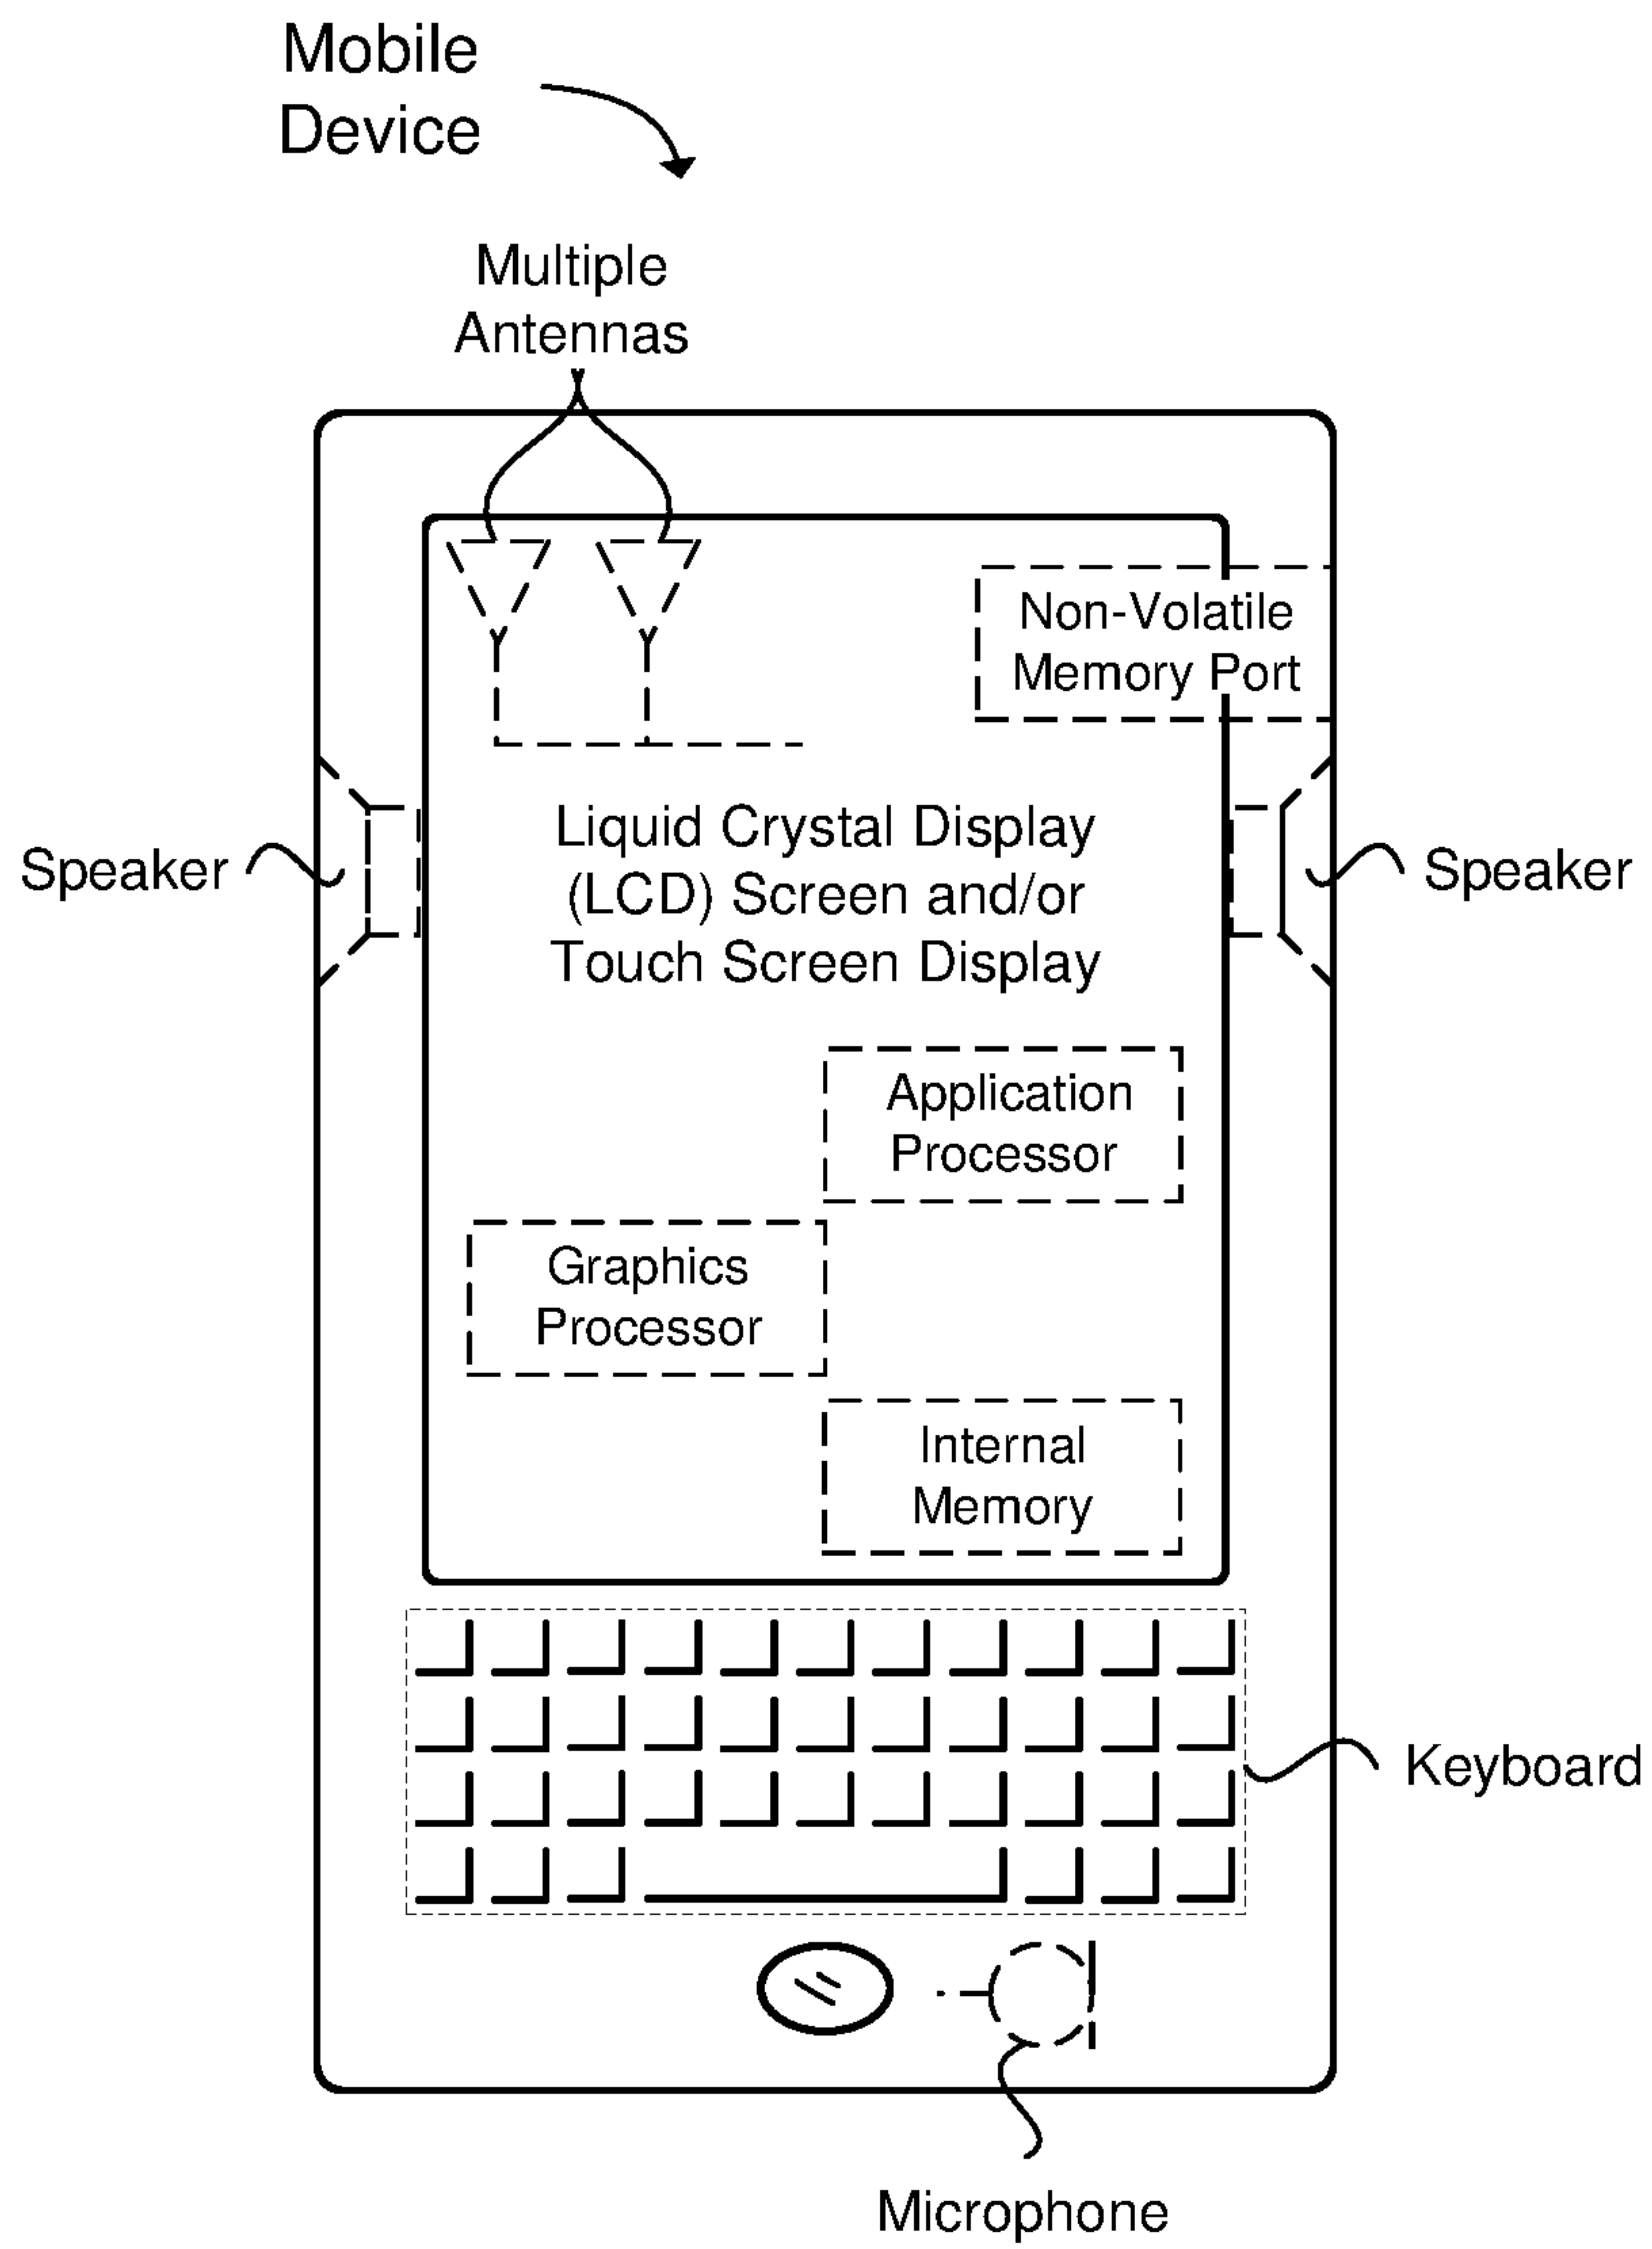 Mobile
Device
Multiple
Antennas
Non-Volatile
Memory Port
Liquid Crystal Display
(LCD) Screen and/or
Touch Screen Display
Speaker
Speaker
Application
Processor
Graphics
Processor
Internal
Memory
Keyboard
Microphone